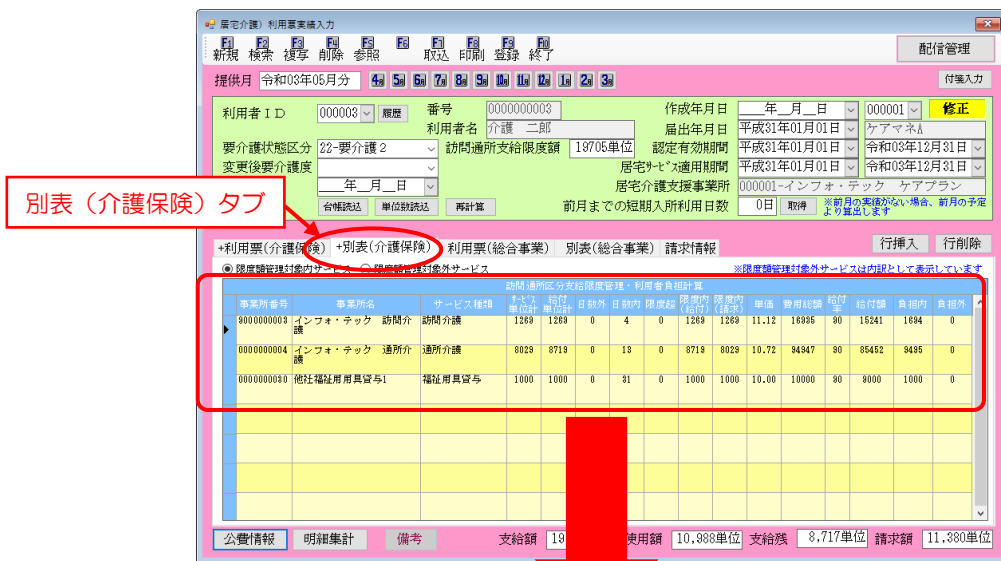 居宅介護）利用票実績入力
F1 F2 F3 F4 F5 F6 F7 F8 F9 F10
新規 検索 複写 削除 参照 取込 印刷 登録 終了
配信管理
提供月 令和03年05月分 4月 5月 6月 7月 8月 9月 10月 11月 12月 1月 2月 3月 付箋入力
利用者ＩＤ 000003 履歴 番号 0000000003 作成年月日 __年__月__日 000001 修正
利用者名 介護 二郎 届出年月日 平成31年01月01日 ケアマネA
要介護状態区分 22-要介護２ 訪問通所支給限度額 19705単位 認定有効期間 平成31年01月01日 令和03年12月31日
変更後要介護度 居宅ｻｰﾋﾞｽ適用期間 平成31年01月01日 令和03年12月31日
__年__月__日 居宅介護支援事業所 000001-インフォ・テック ケアプラン
台帳読込 単位数読込 再計算 前月までの短期入所利用日数 0日 取得 ※前月の実績がない場合、前月の予定より算出します
別表（介護保険）タブ
+利用票(介護保険) +別表(介護保険) 利用票(総合事業) 別表(総合事業) 請求情報 行挿入 行削除
限度額管理対象内サービス 限度額管理対象外サービス ※限度額管理対象外サービスは内訳として表示しています
訪問通所区分支給限度管理・利用者負担計算
事業所番号 事業所名 サービス種類 ｻｰﾋﾞｽ単位計 給付単位計 日数外 日数内 限度超 限度内(給付) 限度内(請求) 単価 費用総額 給付率 給付額 負担内 負担外
9000000003 インフォ・テック 訪問介護 訪問介護 1269 1269 0 4 0 1269 1269 11.12 16935 90 15241 1694 0
0000000004 インフォ・テック 通所介護 通所介護 8029 8719 0 13 0 8719 8029 10.72 94947 90 85452 9495 0
0000000030 他社福祉用用具貸与1 福祉用具貸与 1000 1000 0 31 0 1000 1000 10.00 10000 90 9000 1000 0
公費情報 明細集計 備考 支給額 19 使用額 10,988単位 支給残 8,717単位 請求額 11,380単位